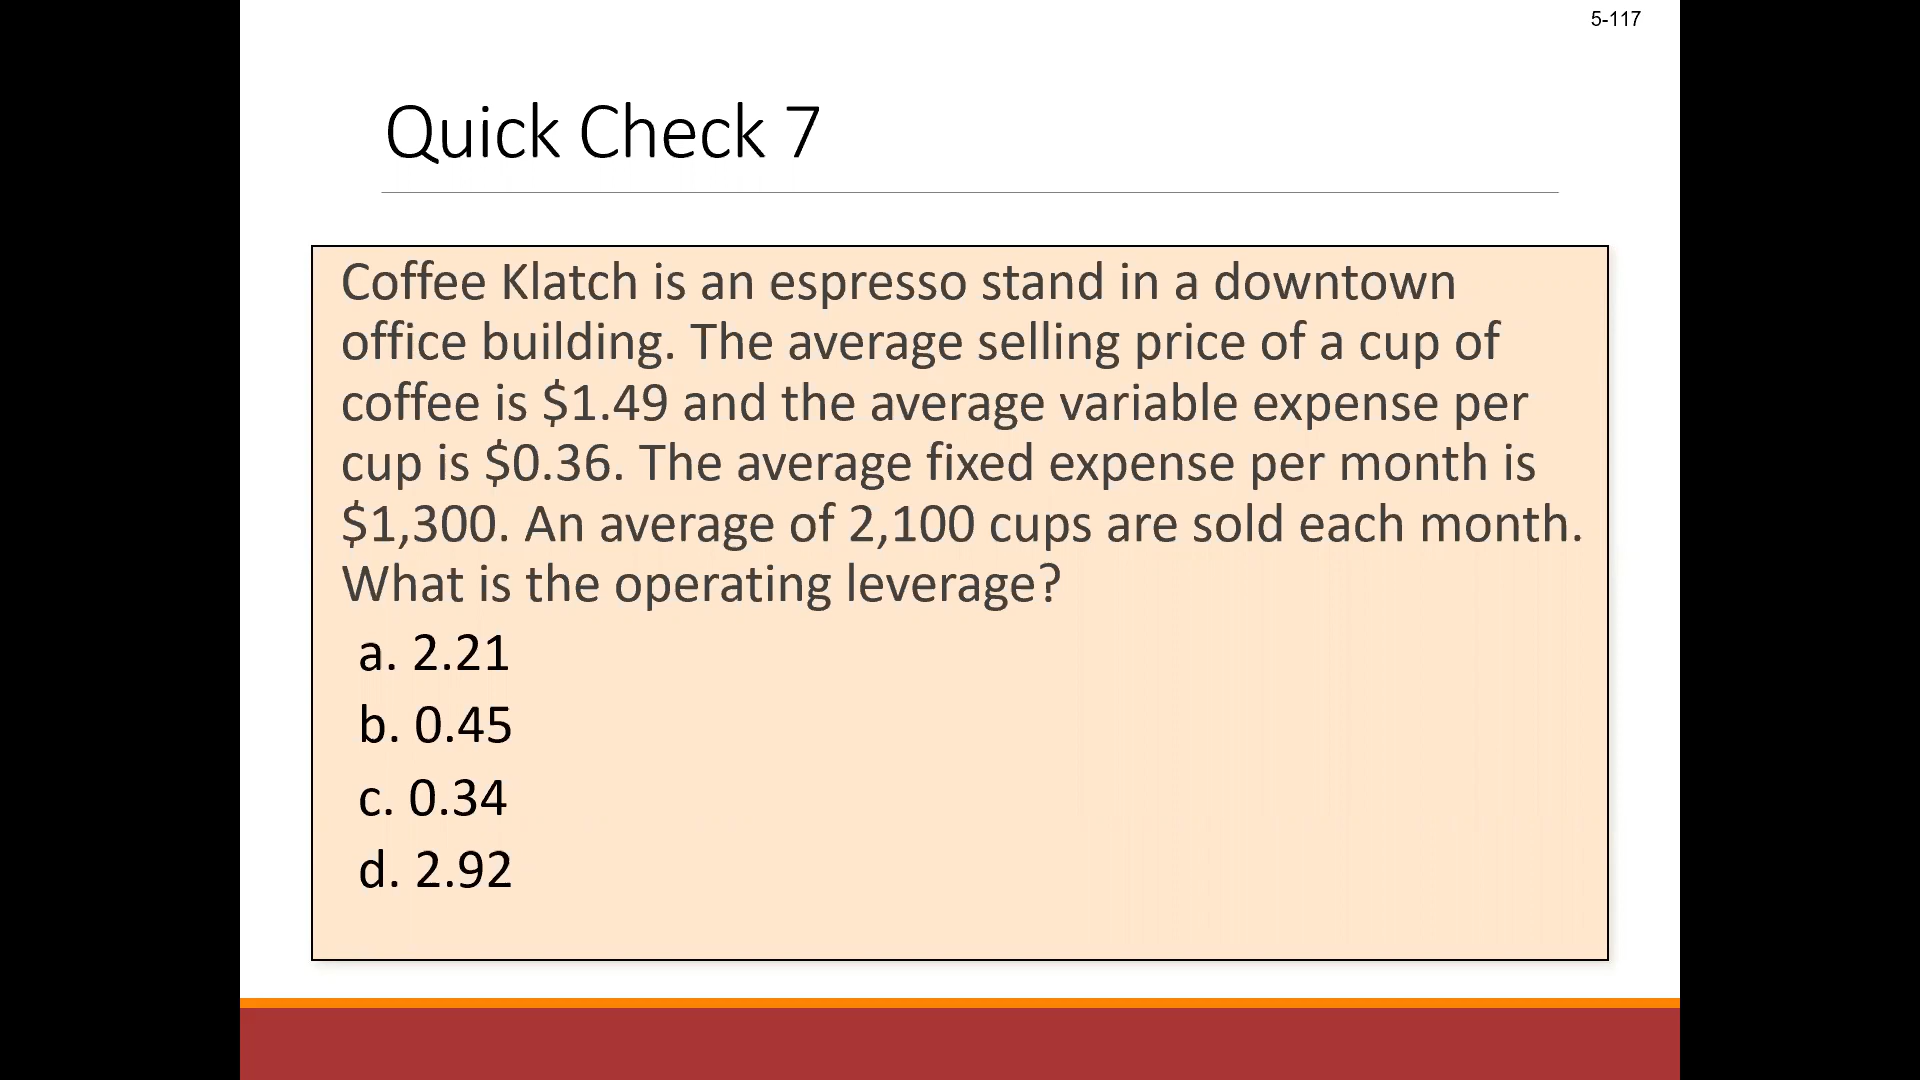 5-117
Quick Check 7
Coffee Klatch is an espresso stand in a downtown
office building. The average selling price of a cup of
coffee is $1.49 and the average variable expense per
cup is $0.36. The average fixed expense per month is
$1,300. An average of 2,100 cups are sold each month.
What is the operating leverage?
a. 2.21
b. 0.45
c. 0.34
d. 2.92